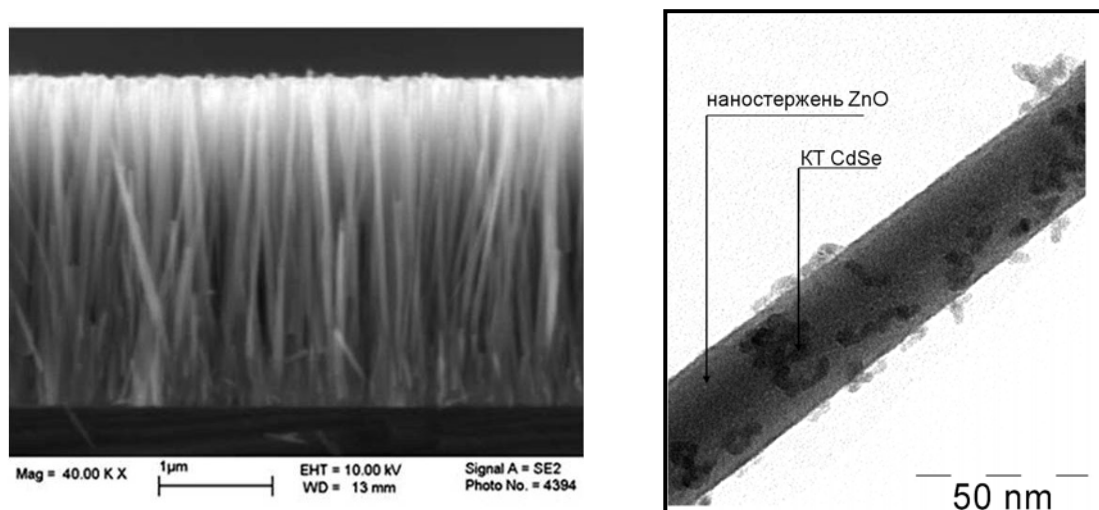 Mag = 40.00 K X
1µm
EHT = 10.00 kV
WD = 13 mm
Signal A = SE2
Photo No. = 4394
наностержень ZnO
КТ CdSe
50 nm